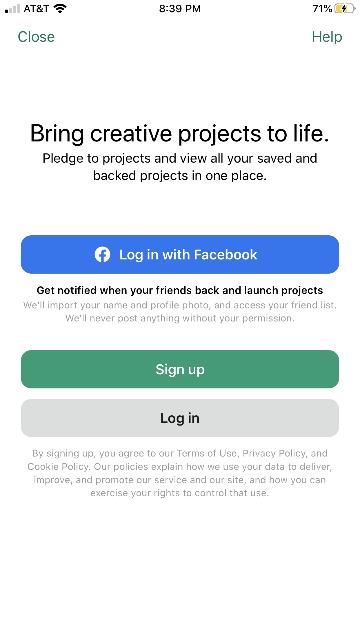 AT&T 8:39 PM 71%
Close Help
Bring creative projects to life.
Pledge to projects and view all your saved and
backed projects in one place.
Log in with Facebook
Get notified when your friends back and launch projects
We'll import your name and profile photo, and access your friend list.
We'll never post anything without your permission.
Sign up
Log in
By signing up, you agree to our Terms of Use, Privacy Policy, and
Cookie Policy. Our policies explain how we use your data to deliver,
improve, and promote our service and our site, and how you can
exercise your rights to control that use.